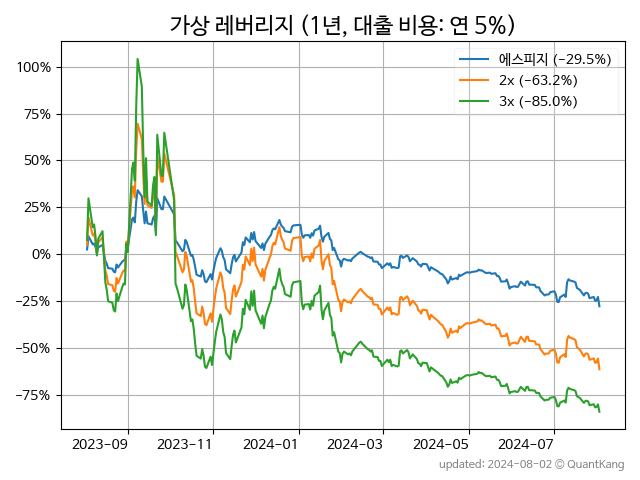 가상 레버리지 (1년, 대출 비용: 연 5%)
에스피지 (−29.5%)
2x (−63.2%)
3x (−85.0%)
100%
75%
50%
25%
0%
−25%
−50%
−75%
2023-09
2023-11
2024-01
2024-03
2024-05
2024-07
updated: 2024-08-02 © QuantKang